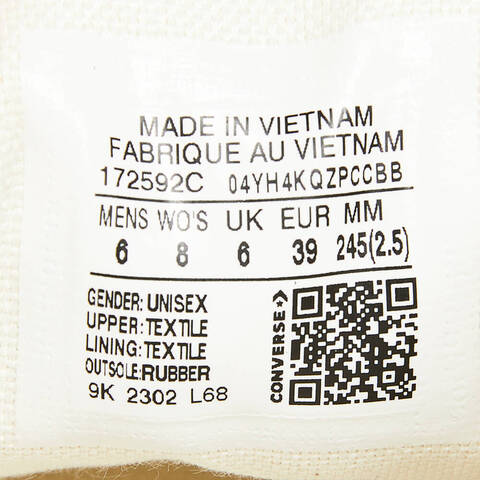 MADE IN VIETNAM
FABRIQUE AU VIETNAM
172592C 04YH4KQZPCCBB
MENS WO'S UK EUR MM
6 8 6 39 245(2.5)
GENDER: UNISEX
UPPER: TEXTILE
LINING: TEXTILE
OUTSOLE: RUBBER
9K 2302 L68
CONVERSE